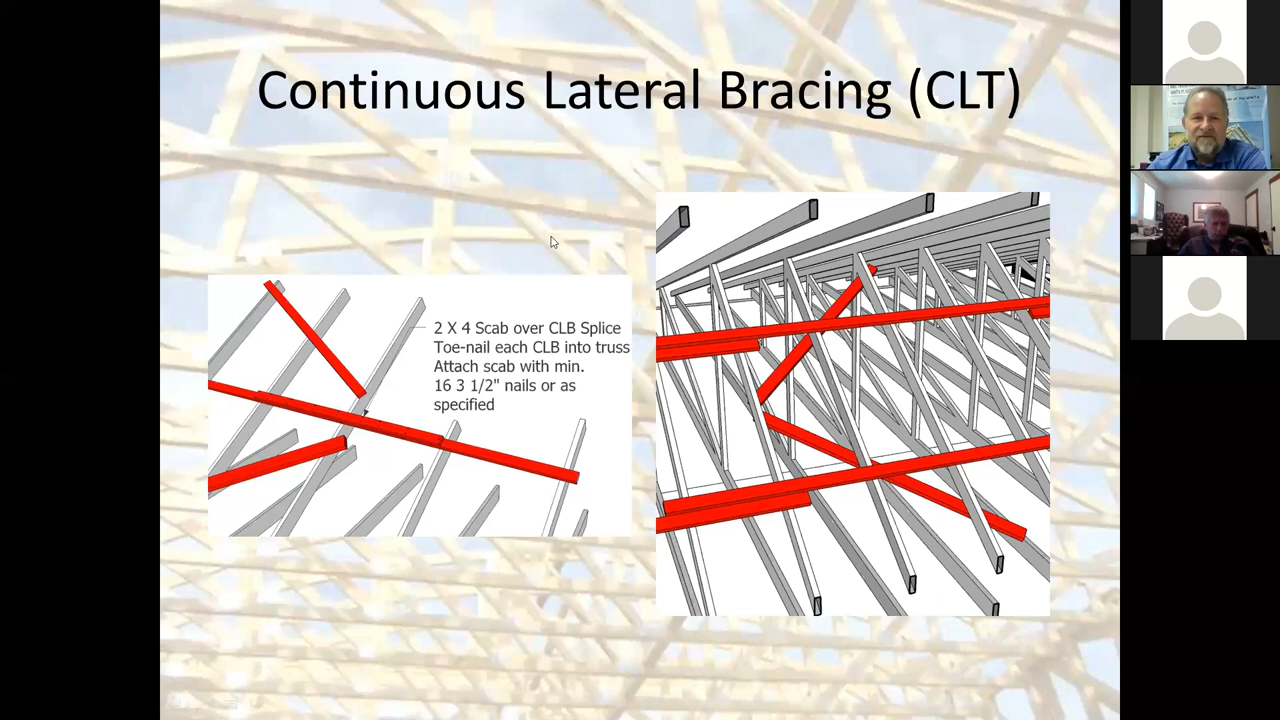 Continuous Lateral Bracing (CLT)
2 X 4 Scab over CLB Splice
Toe-nail each CLB into truss
Attach scab with min.
16 3 1/2" nails or as
specified